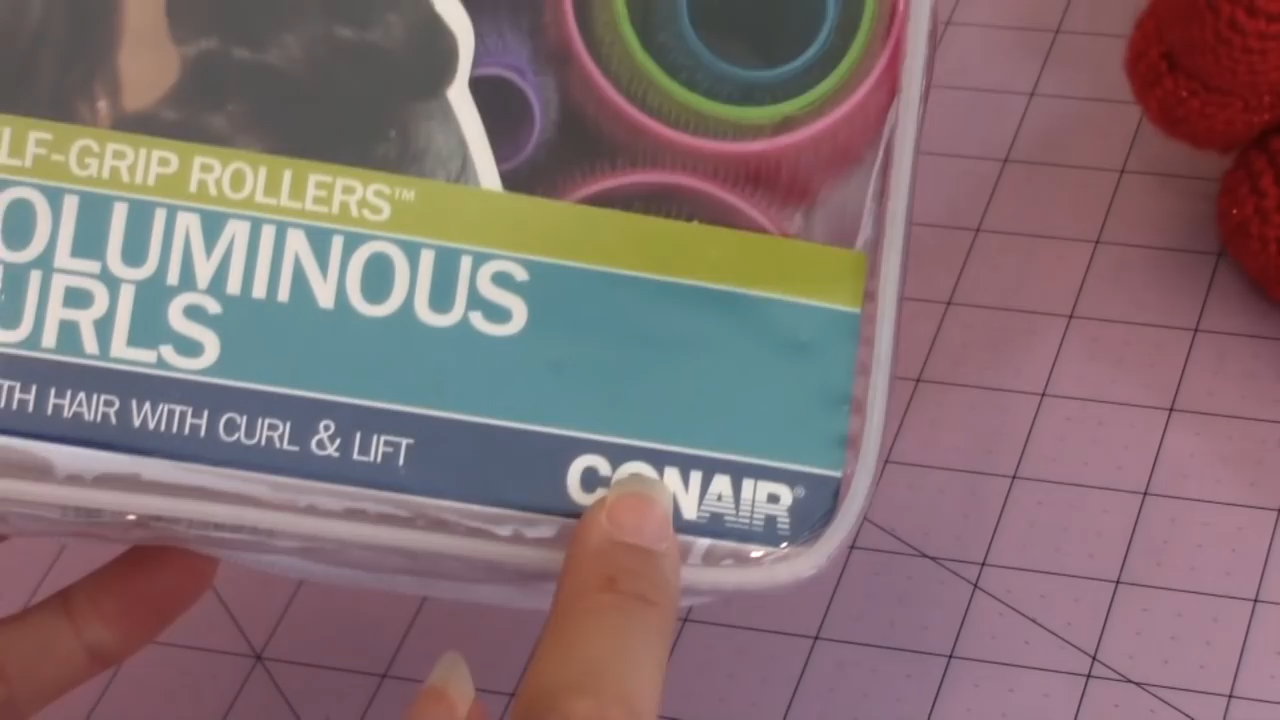 LF-GRIP ROLLERS™
OLUMINOUS
URLS
TH HAIR WITH CURL & LIFT
CONAIR®